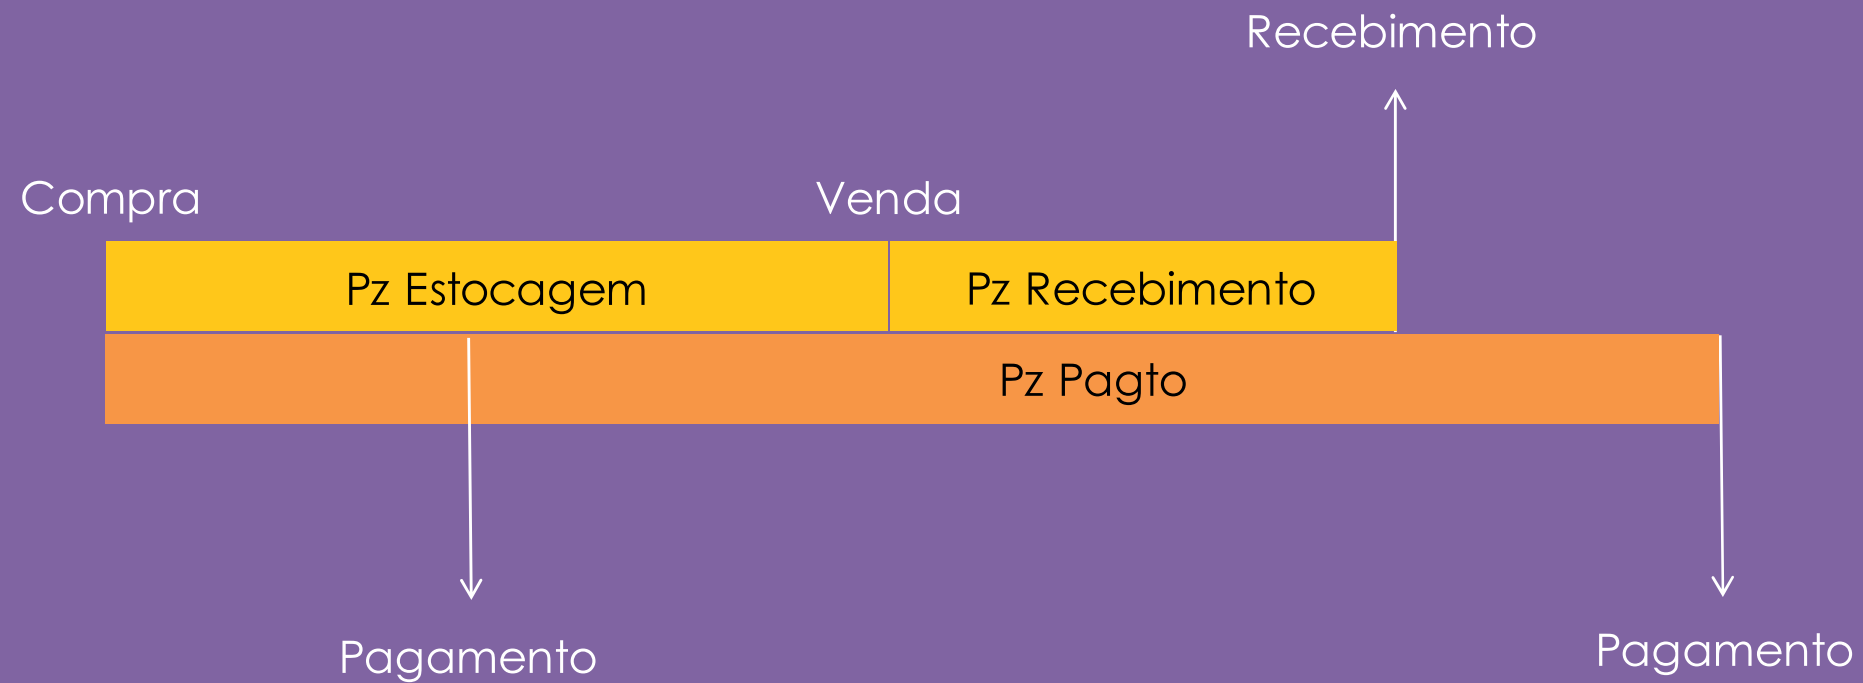 Recebimento
Compra
Venda
Pz Estocagem
Pz Recebimento
Pz Pagto
Pagamento
Pagamento